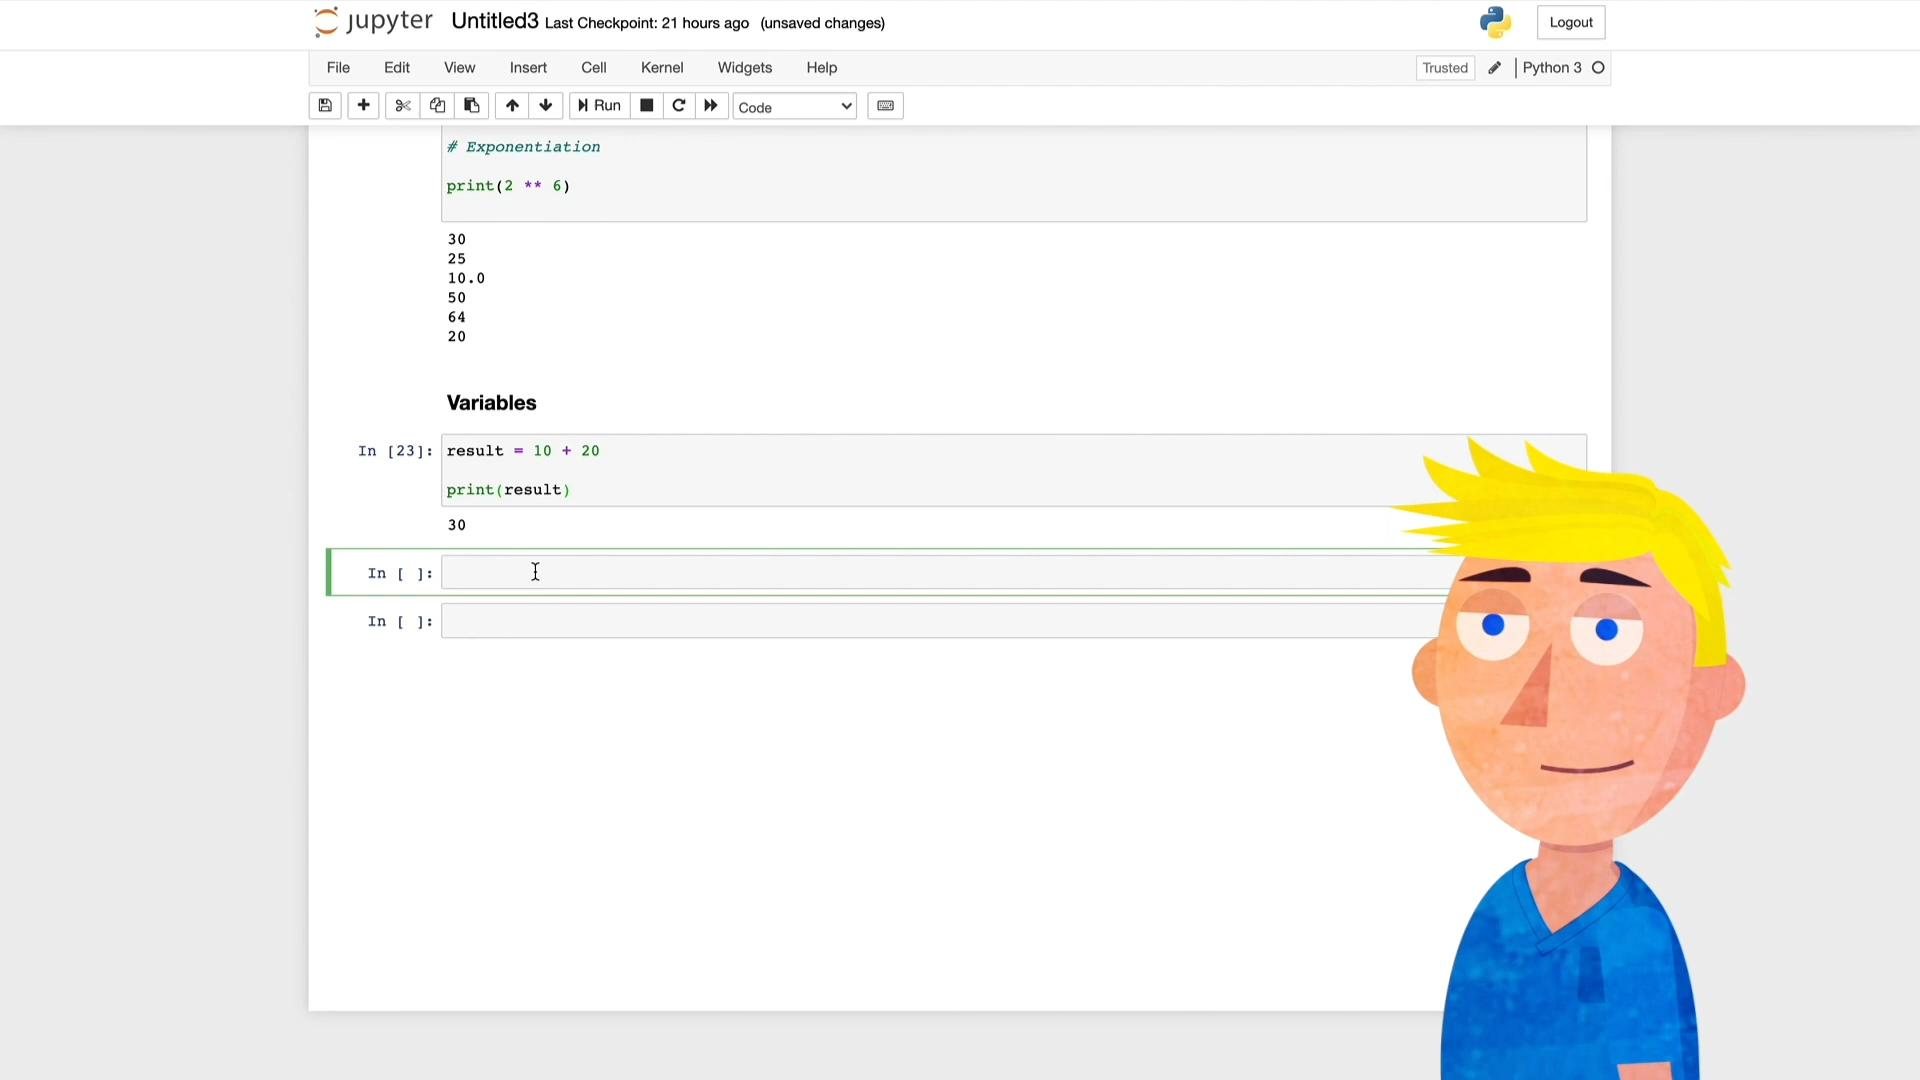 jupyter Untitled3 Last Checkpoint: 21 hours ago (unsaved changes)
Logout
File Edit View Insert Cell Kernel Widgets Help
Trusted Python 3
Run Code
# Exponentiation
print(2 ** 6)
30
25
10.0
50
64
20
Variables
In [23]: result = 10 + 20
print(result)
30
In [ ]:
In [ ]: